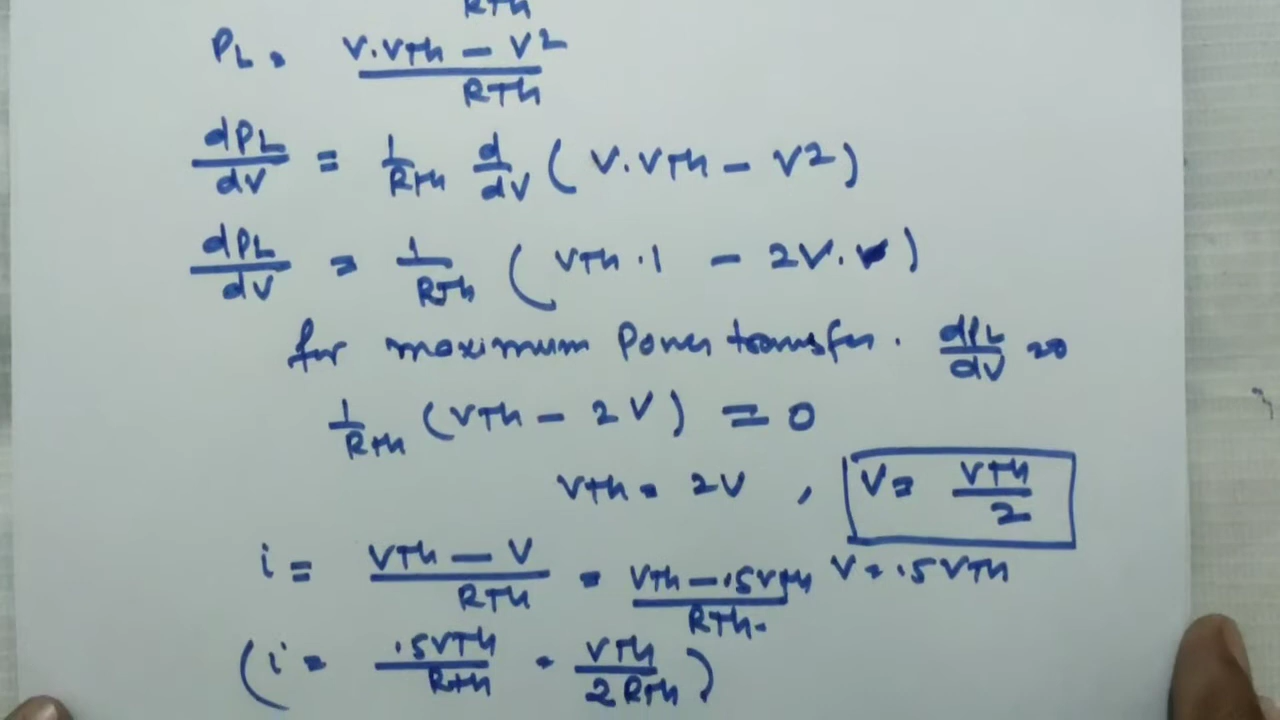 RTh
PL = V.VTh - V2 / RTh
dPL/dV = 1/RTh d/dV ( V.VTh - V2 )
dPL/dV = 1/RTh ( VTh . 1 - 2V. )
for maximum Power transfer. dPL/dV = 0
1/RTh (VTh - 2V) = 0
VTh = 2V , V = VTh/2
i = VTh - V / RTh = VTh - .5VTh / RTh. V = .5VTh
(i = .5VTh/RTh = VTh/2RTh)